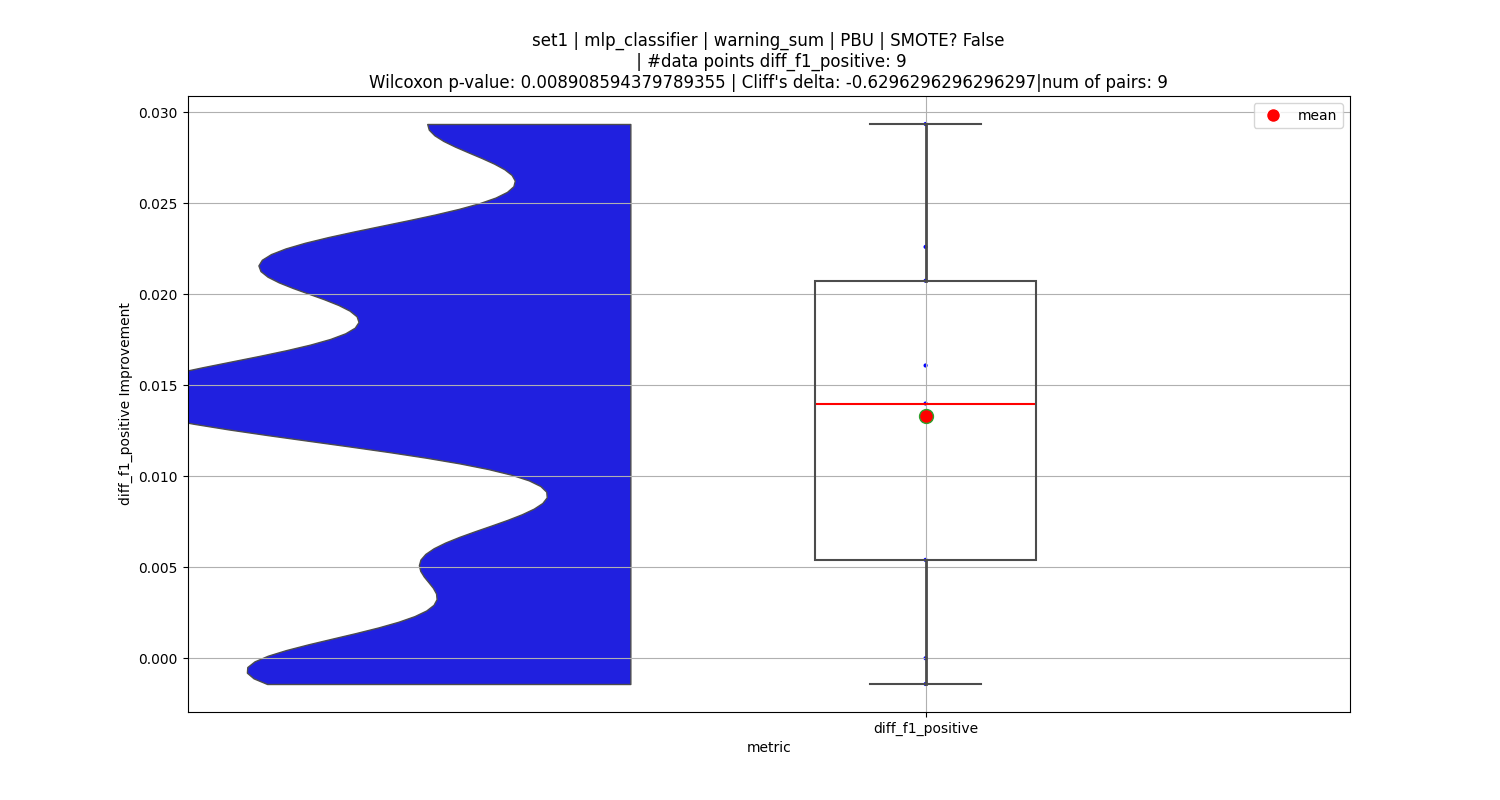 set1 | mlp_classifier | warning_sum | PBU | SMOTE? False
| #data points diff_f1_positive: 9
Wilcoxon p-value: 0.008908594379789355 | Cliff's delta: -0.6296296296296297|num of pairs: 9
mean
0.030
0.025
0.020
0.015
0.010
0.005
0.000
diff_f1_positive Improvement
diff_f1_positive
metric